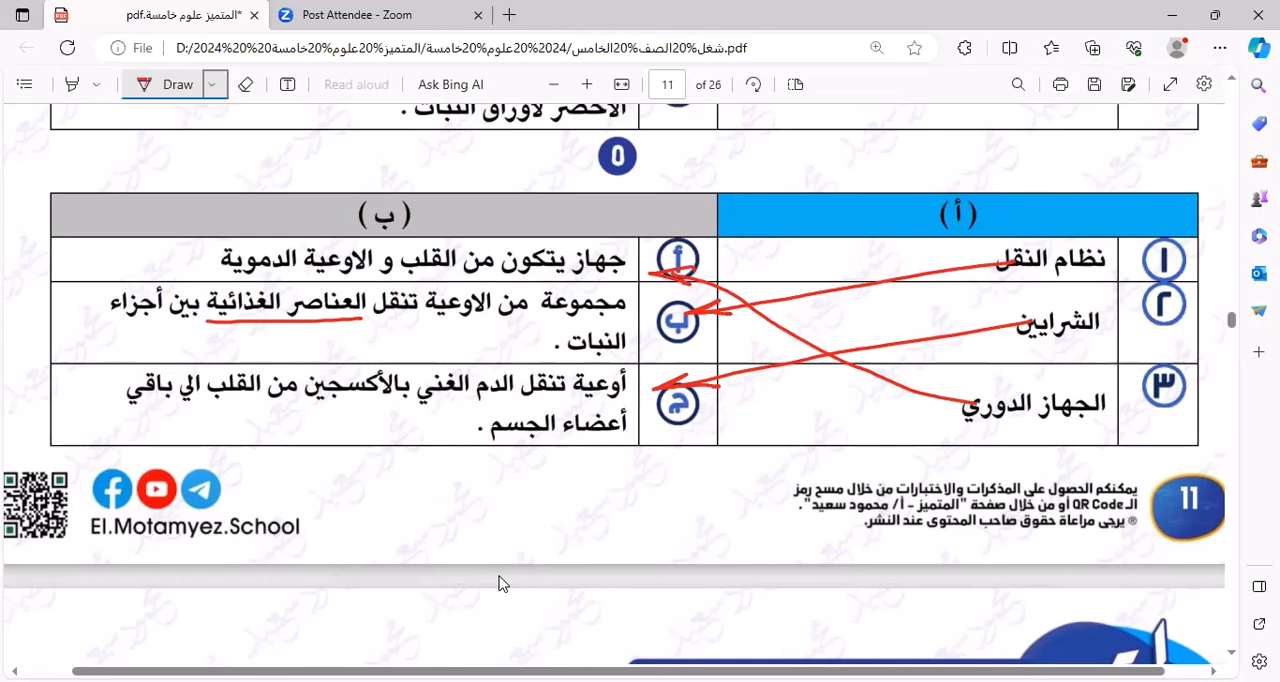 المتميز علوم خامسة.pdf*
Post Attendee - Zoom
File
D:/2024%20%20شغل%20الصف%20الخامس/2024%20علوم%20خامسة/المتميز%20علوم%20خامسة.pdf
Draw
Read aloud
Ask Bing AI
11 of 26
الأخضر لأوراق النبات .
٥
( أ )
( ب )
١
نظام النقل
أ
جهاز يتكون من القلب و الاوعية الدموية
٢
الشرايين
ب
مجموعة من الاوعية تنقل العناصر الغذائية بين أجزاء
النبات .
٣
الجهاز الدوري
ج
أوعية تنقل الدم الغني بالأكسجين من القلب الي باقي
أعضاء الجسم .
11
يمكنكم الحصول على المذكرات والاختبارات من خلال مسح رمز
الـ QR Code أو من خلال صفحة "المتميز - أ/ محمود سعيد".
® يرجى مراعاة حقوق صاحب المحتوى عند النشر.
El.Motamyez.School